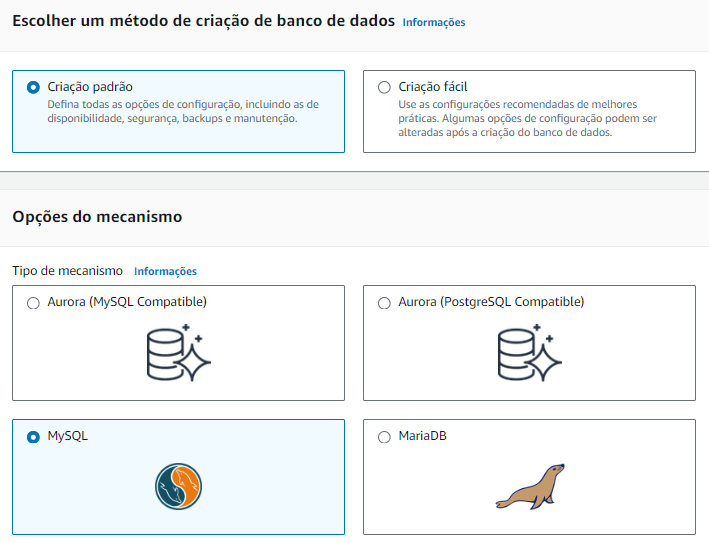 Escolher um método de criação de banco de dados Informações
Criação padrão
Defina todas as opções de configuração, incluindo as de
disponibilidade, segurança, backups e manutenção.
Criação fácil
Use as configurações recomendadas de melhores
práticas. Algumas opções de configuração podem ser
alteradas após a criação do banco de dados.
Opções do mecanismo
Tipo de mecanismo Informações
Aurora (MySQL Compatible)
Aurora (PostgreSQL Compatible)
MySQL
MariaDB